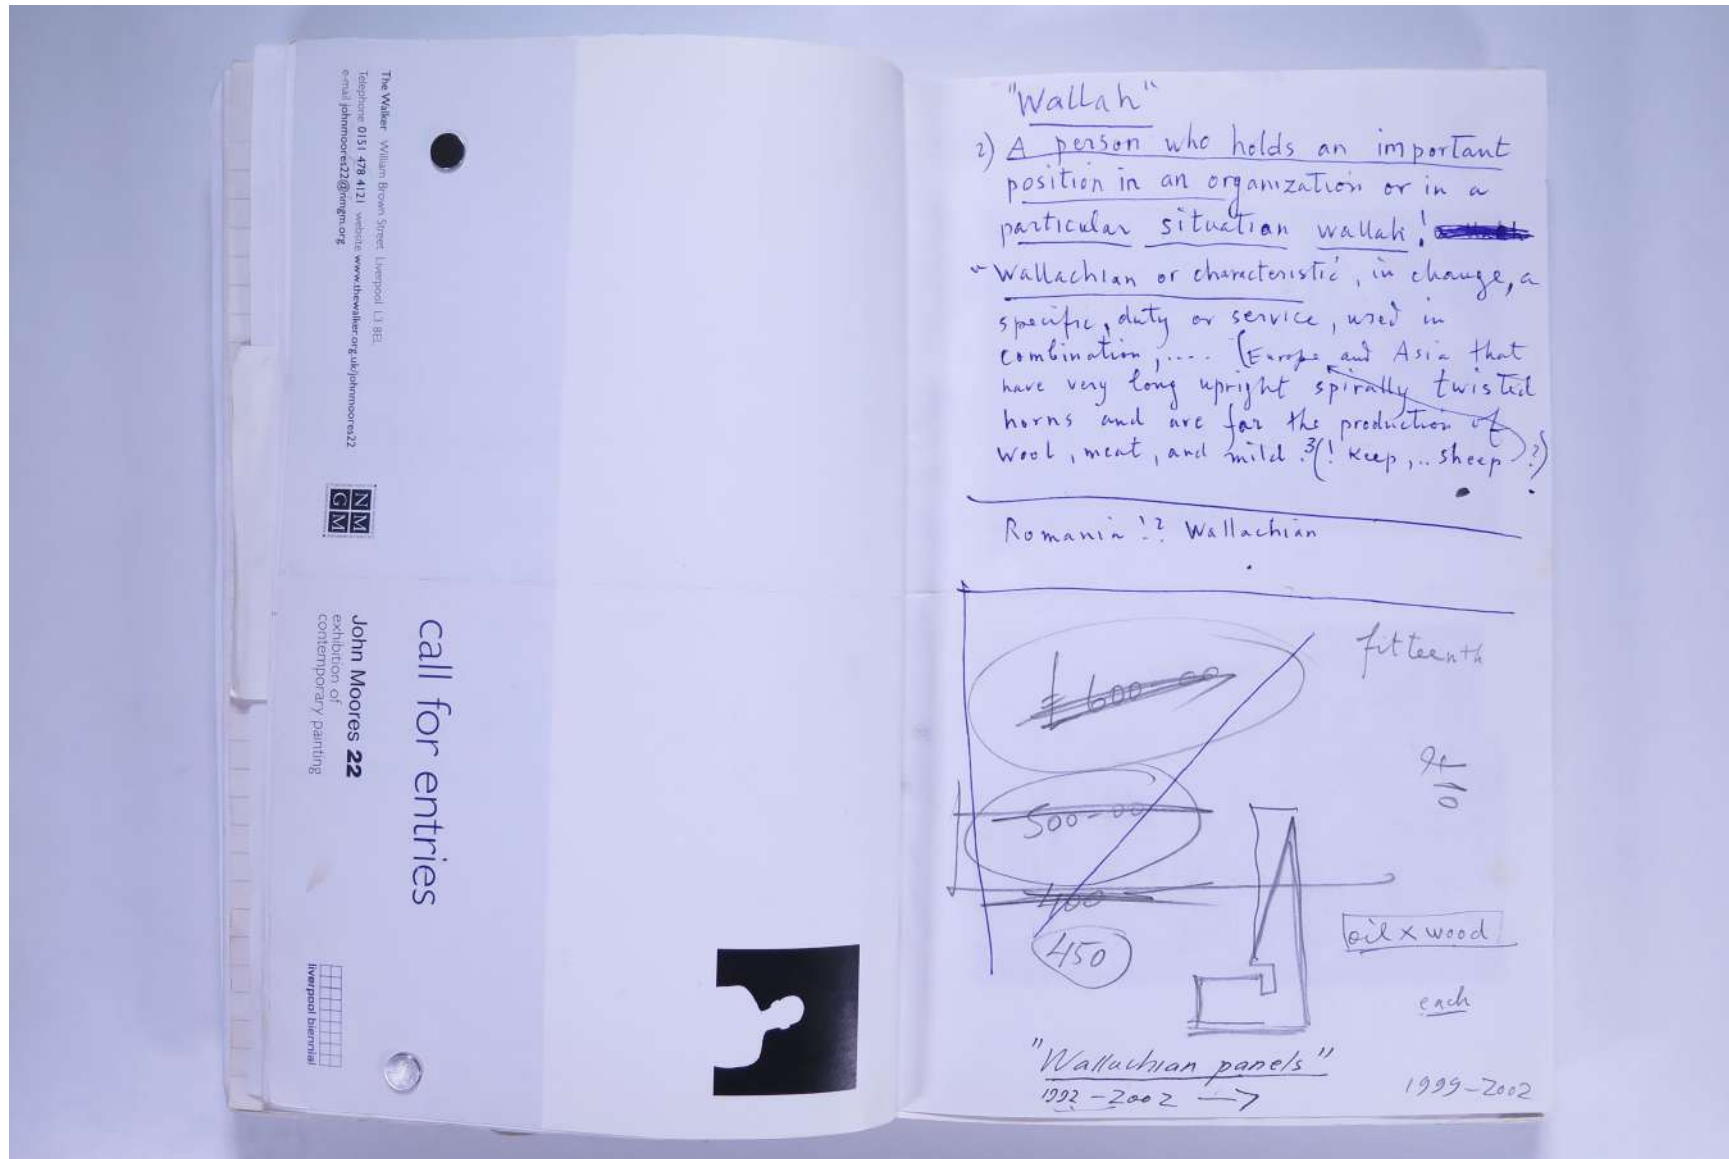 The Walker William Brown Street Liverpool L3 8EL
Telephone 0151 478 4121 website www.thewalker.org.uk/johnmoores22
e-mail johnmoores22@nmgm.org
NM
GM
call for entries
John Moores 22
exhibition of
contemporary painting
liverpool biennial
"Wallah"
2) A person who holds an important
position in an organization or in a
particular situation wallah!
Wallachian or characteristic, in change, a
specific, duty or service, used in
combination, .... (Europe and Asia that
have very long upright spirally twisted
horns and are for the production of
wool, meat, and mild.3(! keep, .. sheep ?)
Romania !? Wallachian
fifteenth
£ 600-00
500-00
400
450
10
oil x wood
each
"Wallachian panels"
1992-2002 →
1999-2002